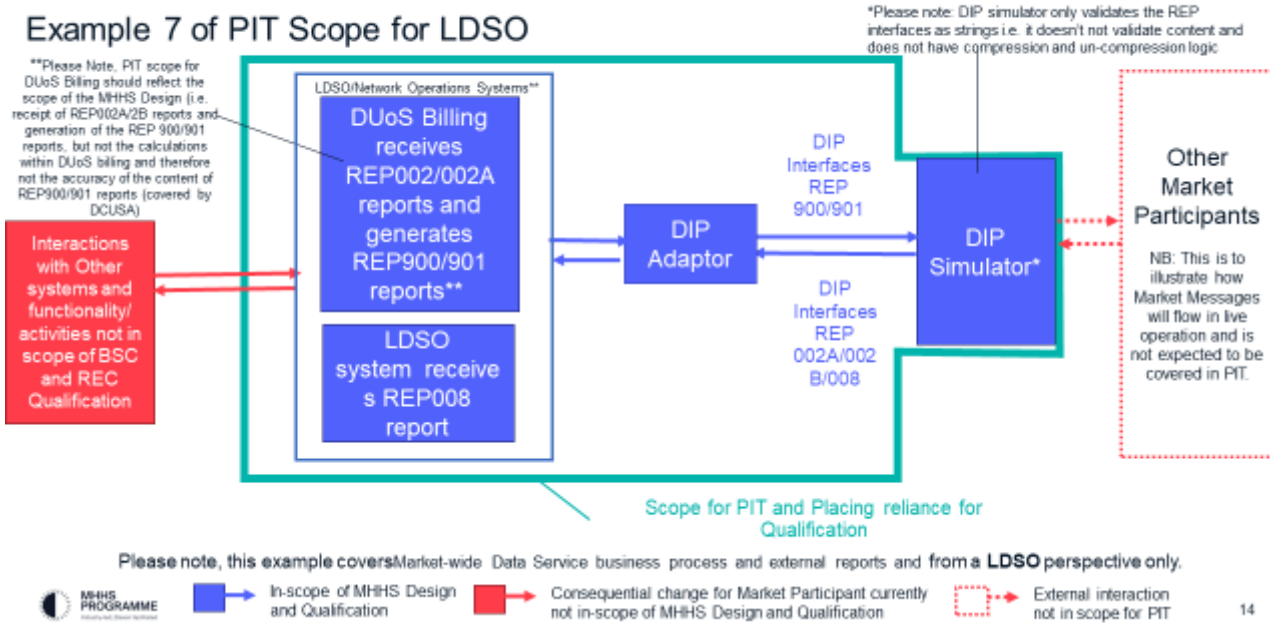 Example 7 of PIT Scope for LDSO
*Please note: DIP simulator only validates the REP
interfaces as strings i.e. it doesn't not validate content and
does not have compression and un-compression logic
**Please Note, PIT scope for
DUoS Billing should reflect the
scope of the MHHS Design (i.e.
receipt of REP002A/2B reports and
generation of the REP 900/901
reports, but not the calculations
within DUoS billing and therefore
not the accuracy of the content of
REP900/901 reports (covered by
DCUSA)
LDSO/Network Operations Systems**
DUoS Billing
receives
REP002/002A
reports and
generates
REP900/901
reports**
LDSO
system receive
s REP008
report
Interactions
with Other
systems and
functionality/
activities not in
scope of BSC
and REC
Qualification
DIP
Adaptor
DIP
Interfaces
REP
900/901
DIP
Interfaces
REP
002A/002
B/008
DIP
Simulator*
Other
Market
Participants
NB: This is to
illustrate how
Market Messages
will flow in live
operation and is
not expected to be
covered in PIT.
Scope for PIT and Placing reliance for
Qualification
Please note, this example coversMarket-wide Data Service business process and external reports and from a LDSO perspective only.
MHHS
PROGRAMME
In-scope of MHHS Design
and Qualification
Consequential change for Market Participant currently
not in-scope of MHHS Design and Qualification
External interaction
not in scope for PIT
14